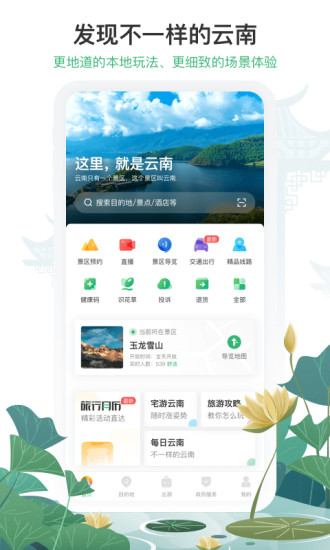 发现不一样的云南
更地道的本地玩法、更细致的场景体验
这里，就是云南
云南只有一个景区，这个景区叫云南
搜索目的地/景点/酒店等
景区预约
直播
景区导览
交通出行
精品线路
健康码
识花草
投诉
退货
全部
当前所在景区
玉龙雪山
开放时间：全天开放
实时人数：538 舒适
导览地图
旅行月历
精彩活动直达
宅游云南
随时涨姿势
旅游攻略
教你怎么玩
每日云南
不一样的云南
目的地
出游
我的服务
我的